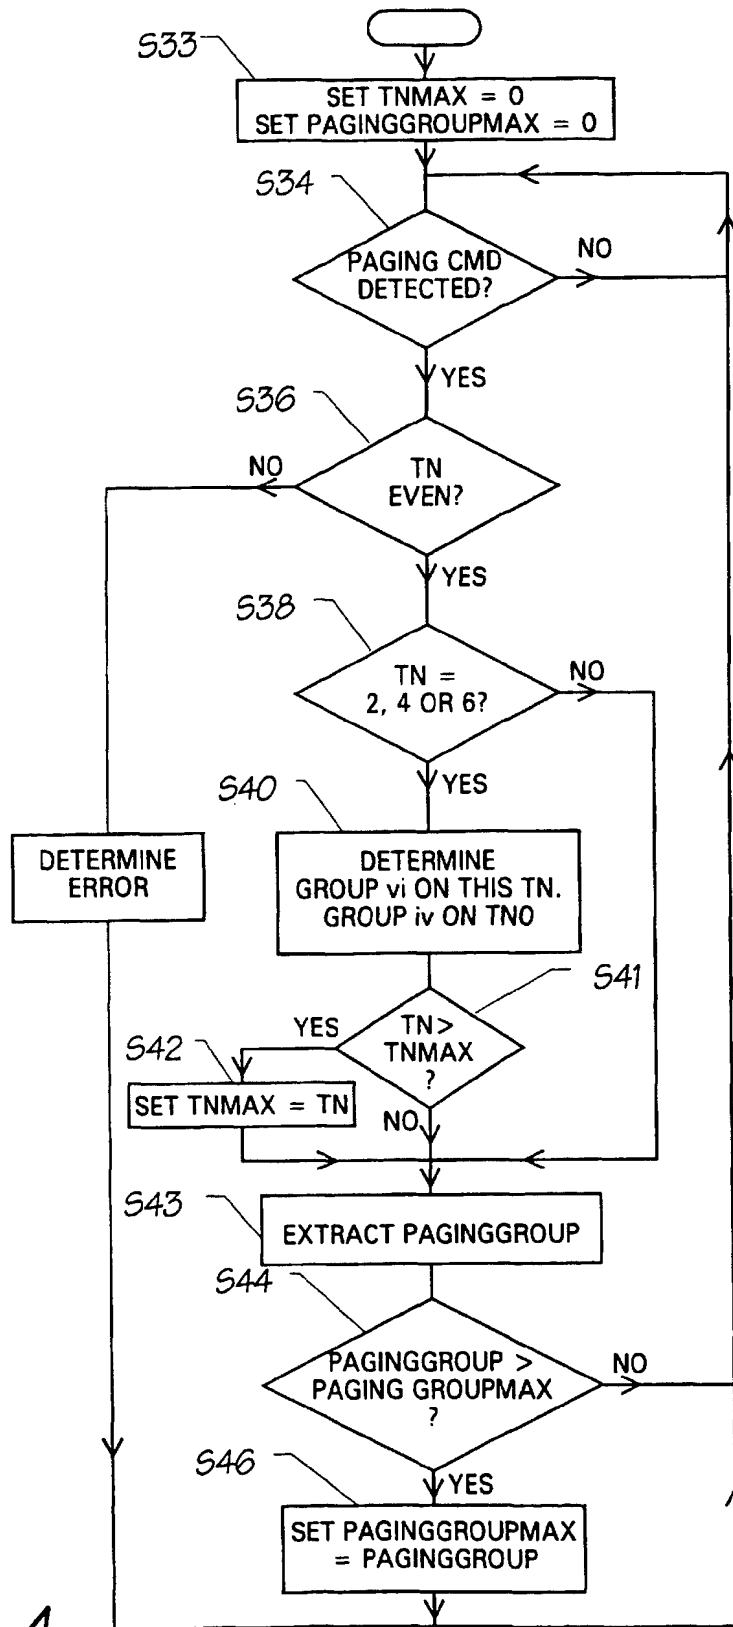 S33
SET TNMAX = 0
SET PAGINGGROUPMAX = 0
S34
PAGING CMD
DETECTED?
NO
YES
S36
TN
EVEN?
NO
YES
S38
TN =
2, 4 OR 6?
NO
YES
S40
DETERMINE
GROUP vi ON THIS TN.
GROUP iv ON TN0
DETERMINE
ERROR
S41
TN>
TNMAX
?
YES
S42
SET TNMAX = TN
NO
S43
EXTRACT PAGINGGROUP
S44
PAGINGGROUP >
PAGING GROUPMAX
?
NO
S46
YES
SET PAGINGGROUPMAX
= PAGINGGROUP